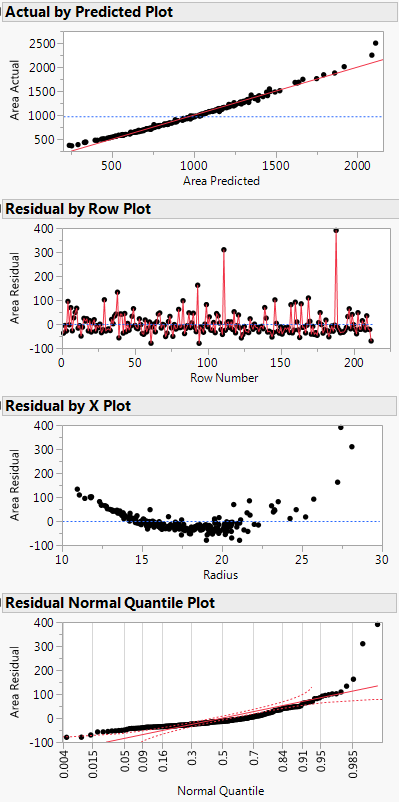 Actual by Predicted Plot
2500
2000
1500
1000
500
Area Actual
500 1000 1500 2000
Area Predicted
Residual by Row Plot
400
300
200
100
0
-100
Area Residual
0 50 100 150 200
Row Number
Residual by X Plot
400
300
200
100
0
-100
Area Residual
10 15 20 25 30
Radius
Residual Normal Quantile Plot
400
300
200
100
0
-100
Area Residual
0.004 0.015 0.05 0.09 0.16 0.3 0.5 0.7 0.84 0.91 0.95 0.985
Normal Quantile